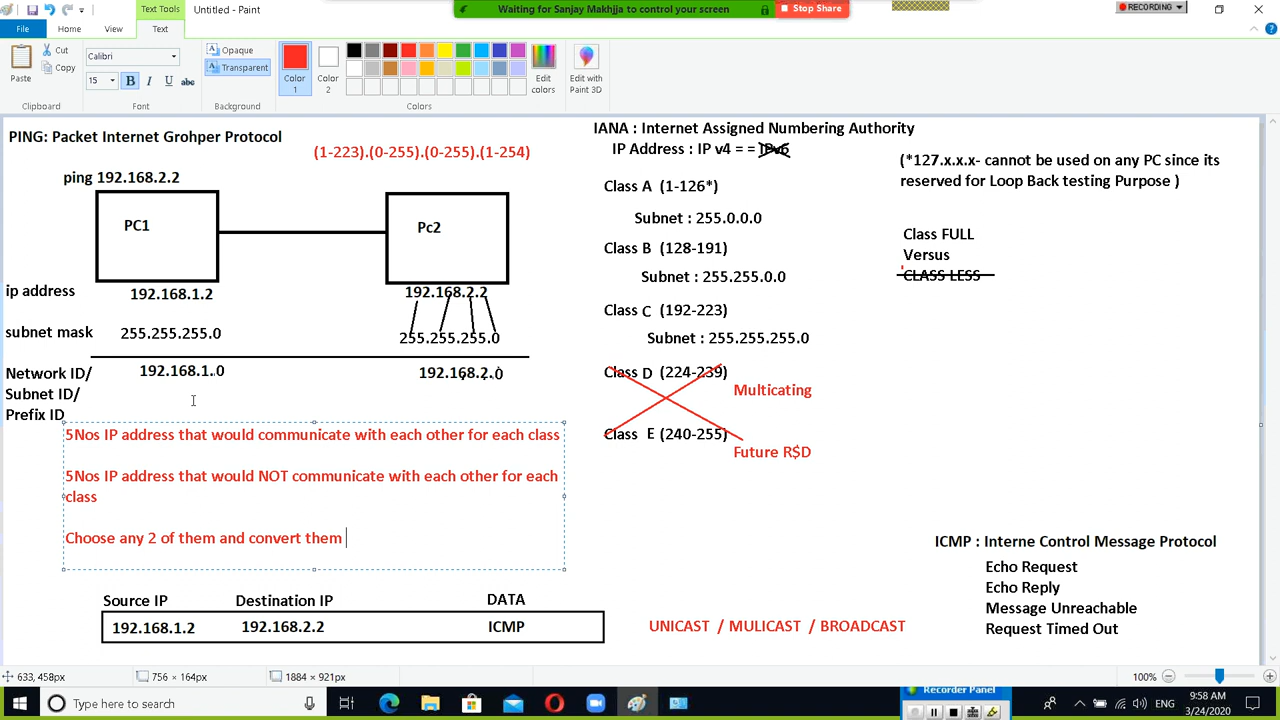 Untitled - Paint
Text Tools
Waiting for Sanjay Makhjja to control your screen
Stop Share
RECORDING
File
Home
View
Text
Paste
Cut
Copy
Clipboard
Calibri
15
B I U abc
Font
Opaque
Transparent
Background
Color
1
Color
2
Edit
colors
Colors
Edit with
Paint 3D
PING: Packet Internet Grohper Protocol
(1-223).(0-255).(0-255).(1-254)
ping 192.168.2.2
PC1
Pc2
ip address
192.168.1.2
192.168.2.2
subnet mask
255.255.255.0
255.255.255.0
Network ID/
Subnet ID/
Prefix ID
192.168.1.0
192.168.2.0
5Nos IP address that would communicate with each other for each class
5Nos IP address that would NOT communicate with each other for each
class
Choose any 2 of them and convert them
Source IP
Destination IP
DATA
192.168.1.2
192.168.2.2
ICMP
IANA : Internet Assigned Numbering Authority
IP Address : IP v4 = = IPv6
Class A (1-126*)
Subnet : 255.0.0.0
Class B (128-191)
Subnet : 255.255.0.0
Class C (192-223)
Subnet : 255.255.255.0
Class D (224-239)
Multicating
Class E (240-255)
Future R$D
UNICAST / MULICAST / BROADCAST
(*127.x.x.x- cannot be used on any PC since its
reserved for Loop Back testing Purpose )
Class FULL
Versus
CLASS LESS
ICMP : Interne Control Message Protocol
Echo Request
Echo Reply
Message Unreachable
Request Timed Out
633, 458px
756 × 164px
1884 × 921px
100%
Type here to search
Recorder Panel
ENG
9:58 AM
3/24/2020